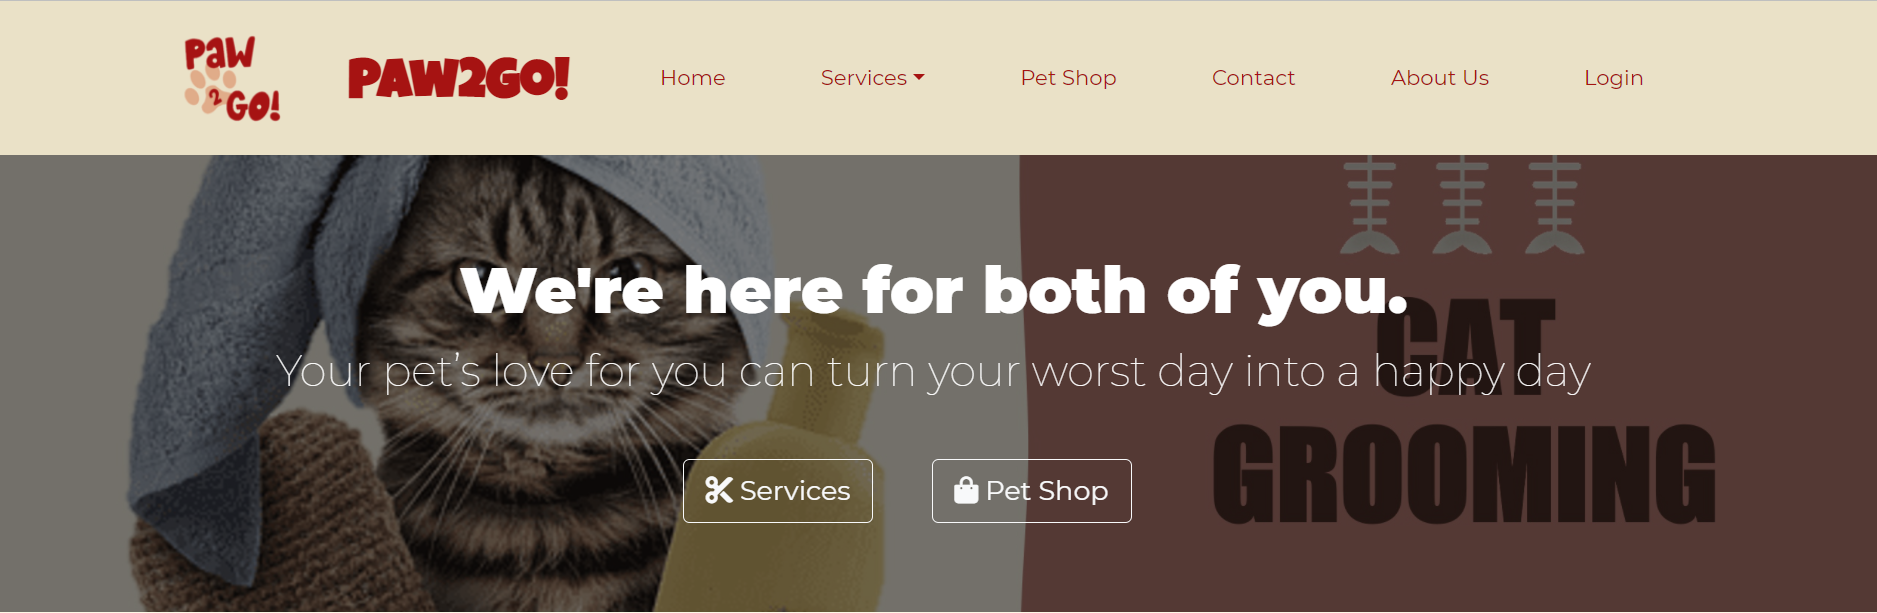 PAW
2 GO!
PAW2GO!
Home
Services
Pet Shop
Contact
About Us
Login
We're here for both of you.
Your pet’s love for you can turn your worst day into a happy day
CAT
GROOMING
Services
Pet Shop